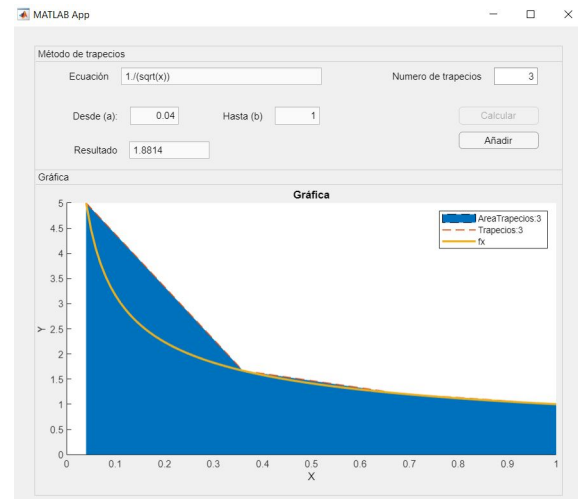 MATLAB App
Método de trapecios
Ecuación 1./(sqrt(x)) Numero de trapecios 3
Desde (a): 0.04 Hasta (b) 1 Calcular
Añadir
Resultado 1.8814
Gráfica
Gráfica
5
4.5
4
3.5
3
2.5
2
1.5
1
0.5
0
Y
AreaTrapecios:3
Trapecios:3
fx
0 0.1 0.2 0.3 0.4 0.5 0.6 0.7 0.8 0.9 1
X